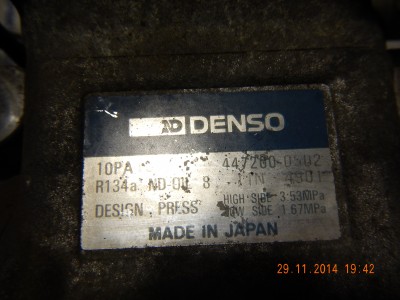 ND DENSO
10PA 447200-0502
R134a ND-OIL 8
DESIGN PRESS HIGH SIDE 3.53MPa
LOW SIDE 1.67MPa
MADE IN JAPAN
29.11.2014 19:42